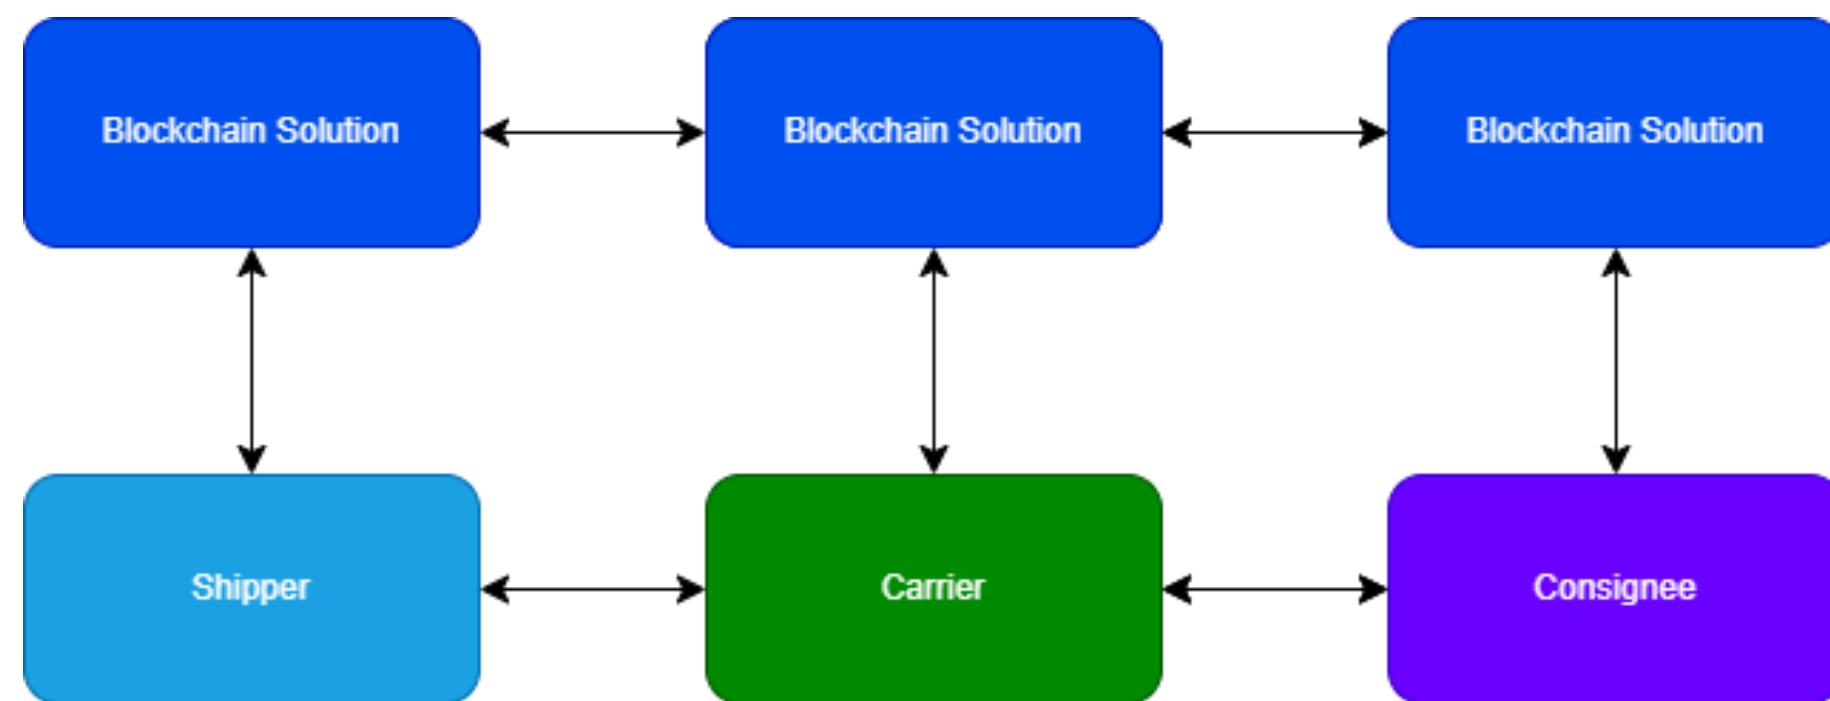 Blockchain Solution
Blockchain Solution
Blockchain Solution
Shipper
Carrier
Consignee